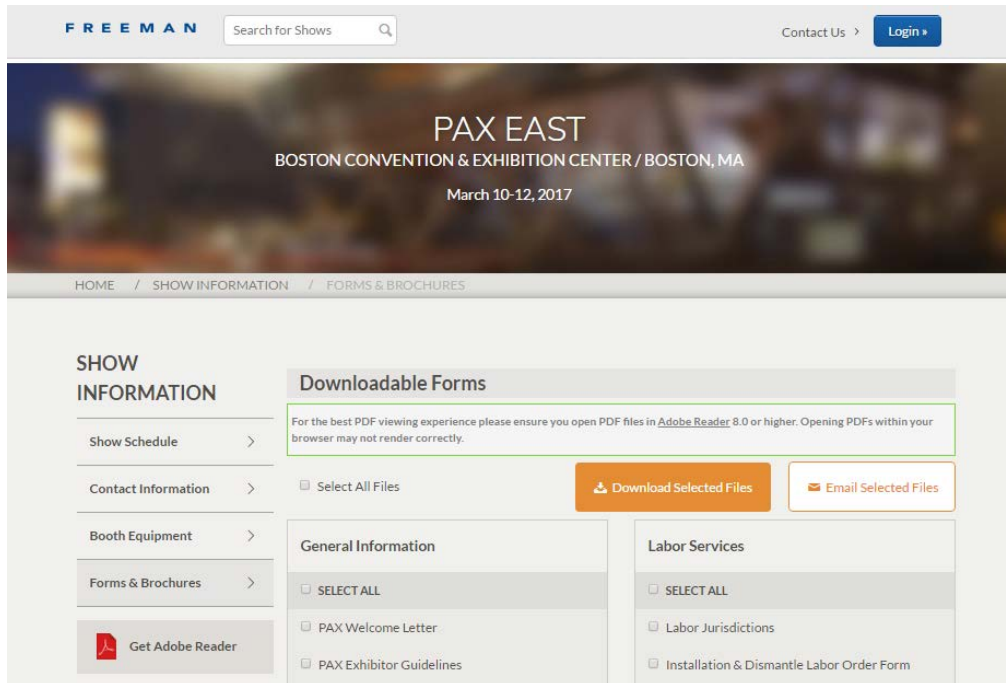 FREEMAN
Search for Shows
Contact Us >
Login »
PAX EAST
BOSTON CONVENTION & EXHIBITION CENTER / BOSTON, MA
March 10-12, 2017
HOME / SHOW INFORMATION / FORMS & BROCHURES
SHOW
INFORMATION
Show Schedule >
Contact Information >
Booth Equipment >
Forms & Brochures >
Get Adobe Reader
Downloadable Forms
For the best PDF viewing experience please ensure you open PDF files in Adobe Reader 8.0 or higher. Opening PDFs within your
browser may not render correctly.
Select All Files
Download Selected Files
Email Selected Files
General Information
SELECT ALL
PAX Welcome Letter
PAX Exhibitor Guidelines
Labor Services
SELECT ALL
Labor Jurisdictions
Installation & Dismantle Labor Order Form